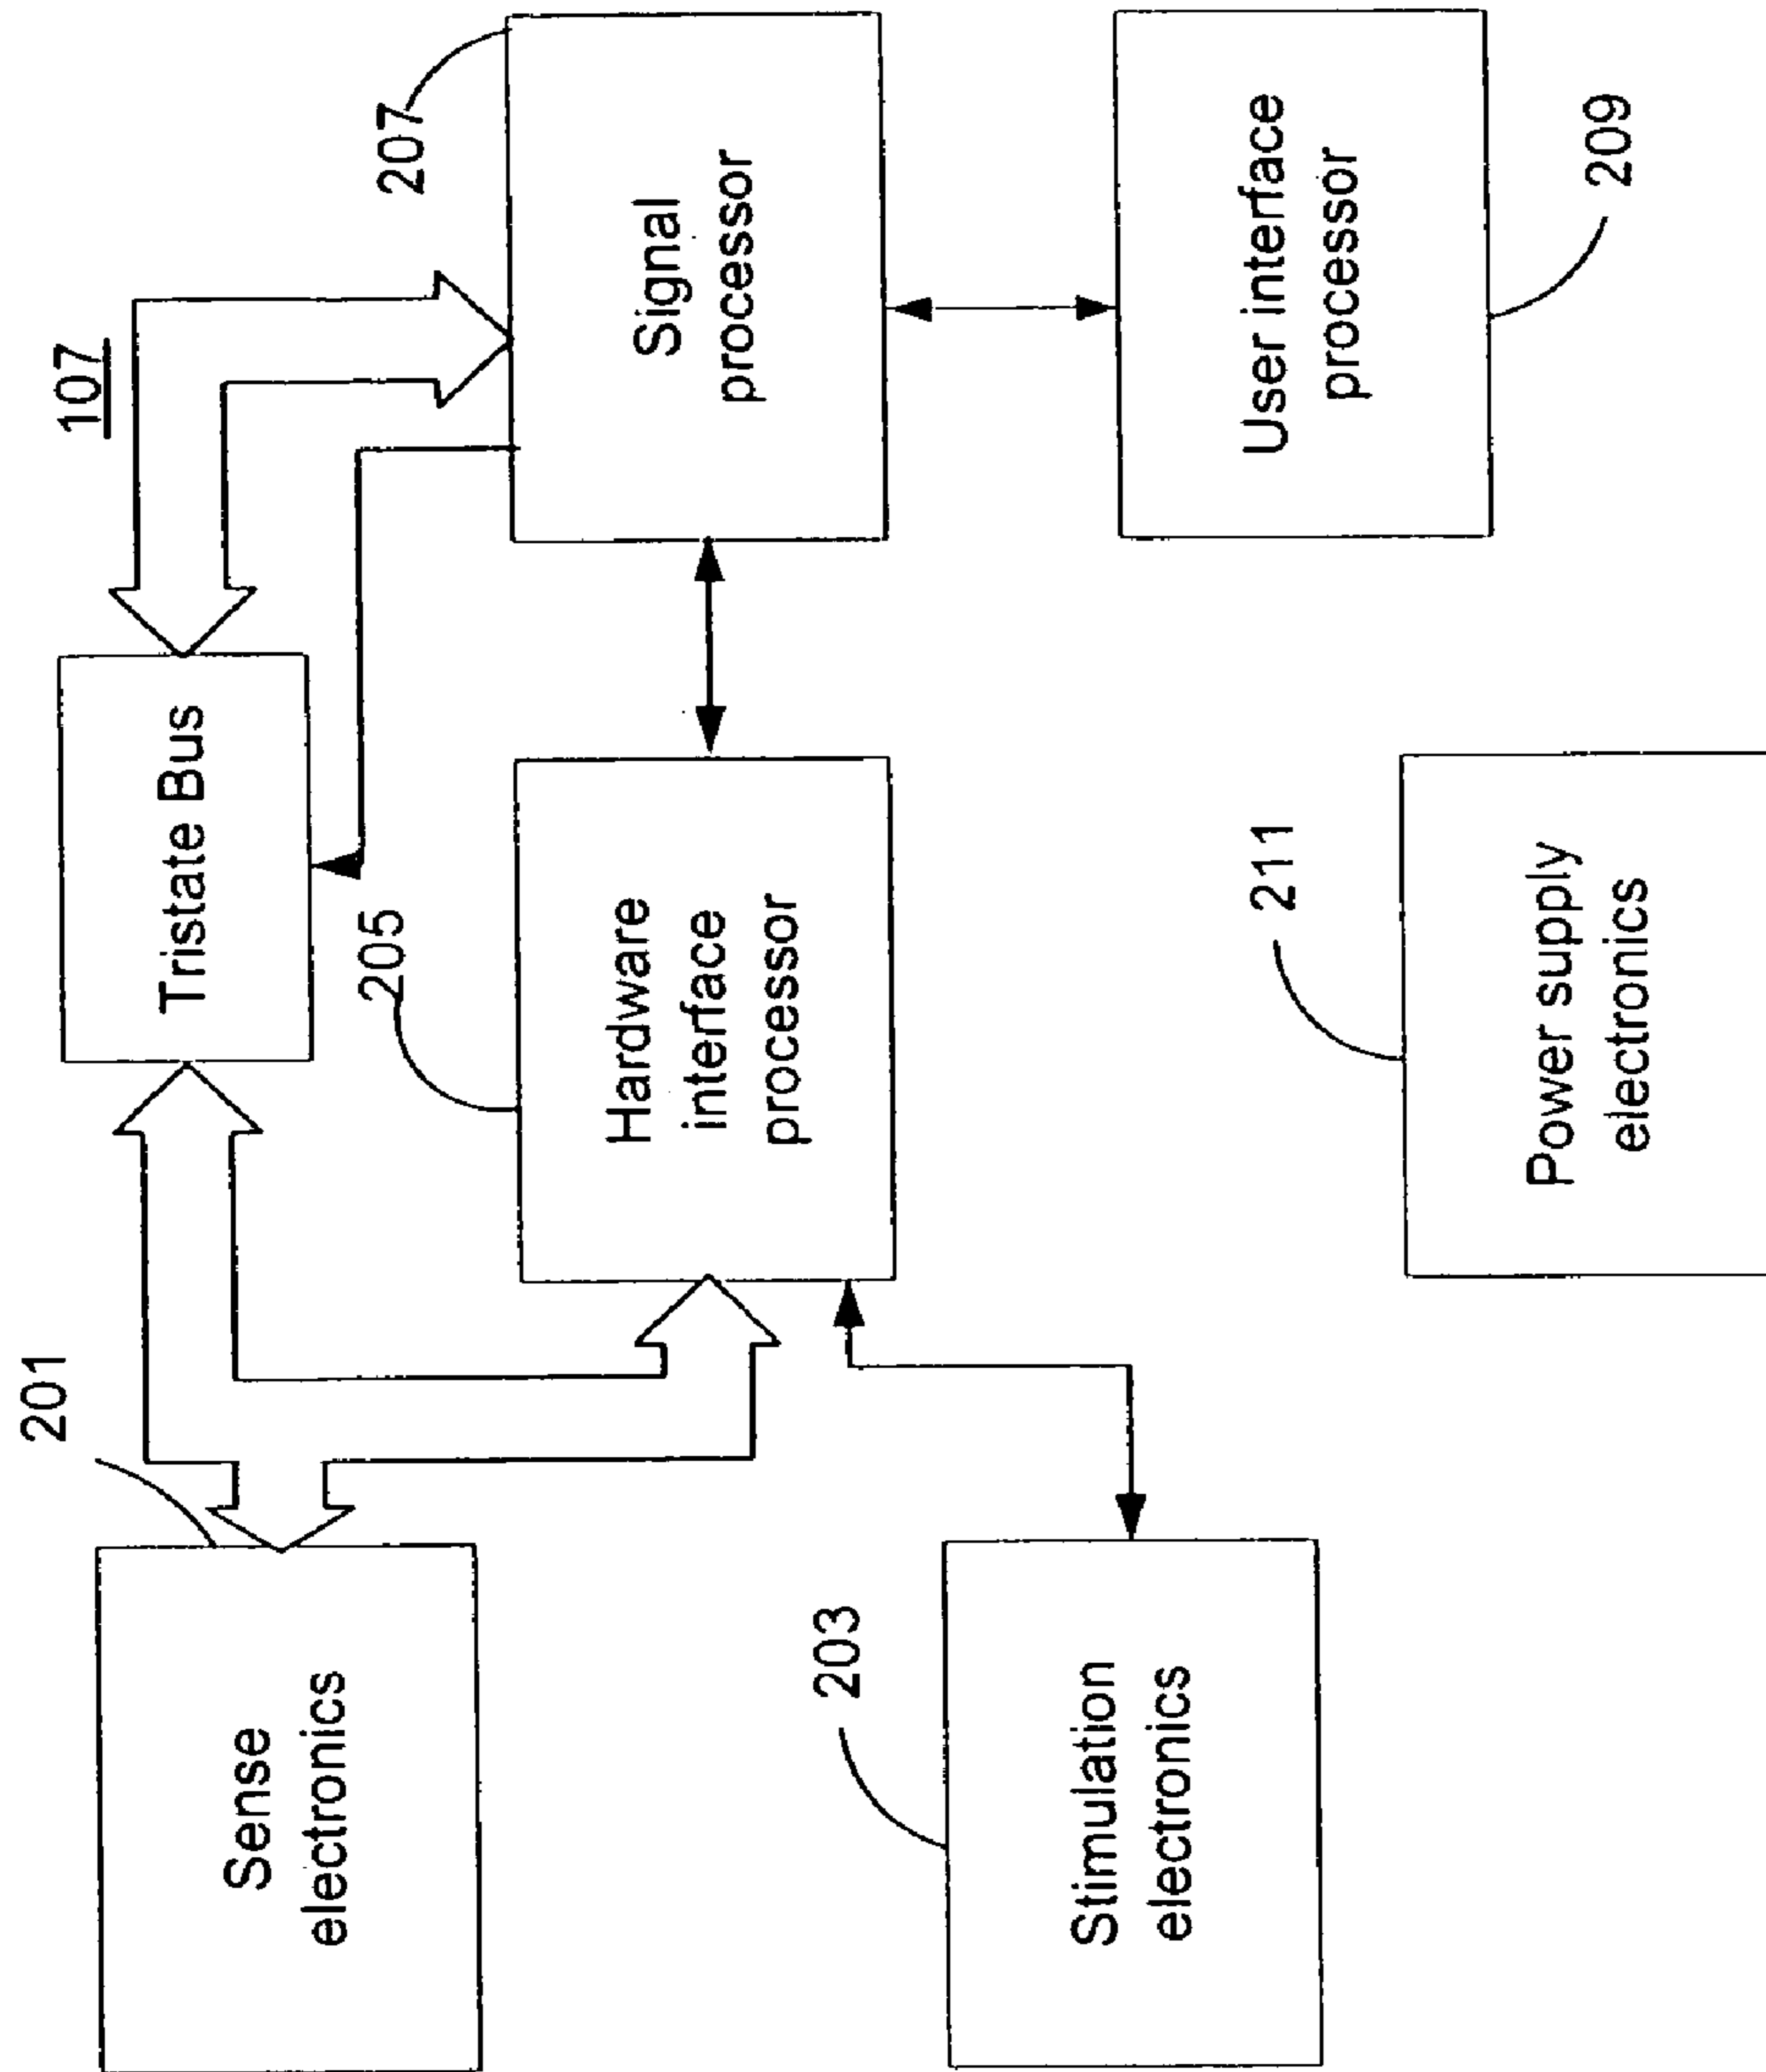 107
201
Sense
electronics
Tristate Bus
207
Signal
processor
205
Hardware
interface
processor
203
Stimulation
electronics
209
User interface
processor
211
Power supply
electronics